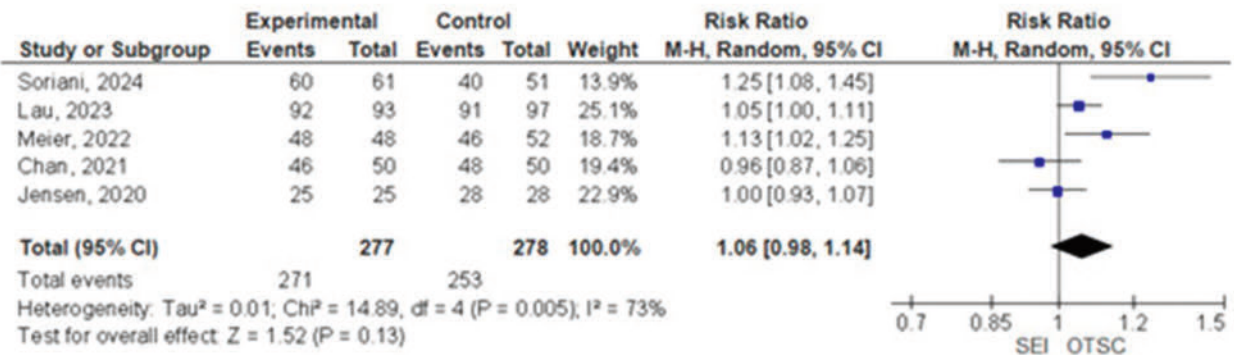 Experimental Control Risk Ratio Risk Ratio
Study or Subgroup Events Total Events Total Weight M-H, Random, 95% CI M-H, Random, 95% CI
Soriani, 2024 60 61 40 51 13.9% 1.25 [1.08, 1.45]
Lau, 2023 92 93 91 97 25.1% 1.05 [1.00, 1.11]
Meier, 2022 48 48 46 52 18.7% 1.13 [1.02, 1.25]
Chan, 2021 46 50 48 50 19.4% 0.96 [0.87, 1.06]
Jensen, 2020 25 25 28 28 22.9% 1.00 [0.93, 1.07]
Total (95% CI) 277 278 100.0% 1.06 [0.98, 1.14]
Total events 271 253
Heterogeneity: Tau² = 0.01; Chi² = 14.89, df = 4 (P = 0.005); I² = 73%
Test for overall effect: Z = 1.52 (P = 0.13)
0.7 0.85 1 1.2 1.5
SEI OTSC